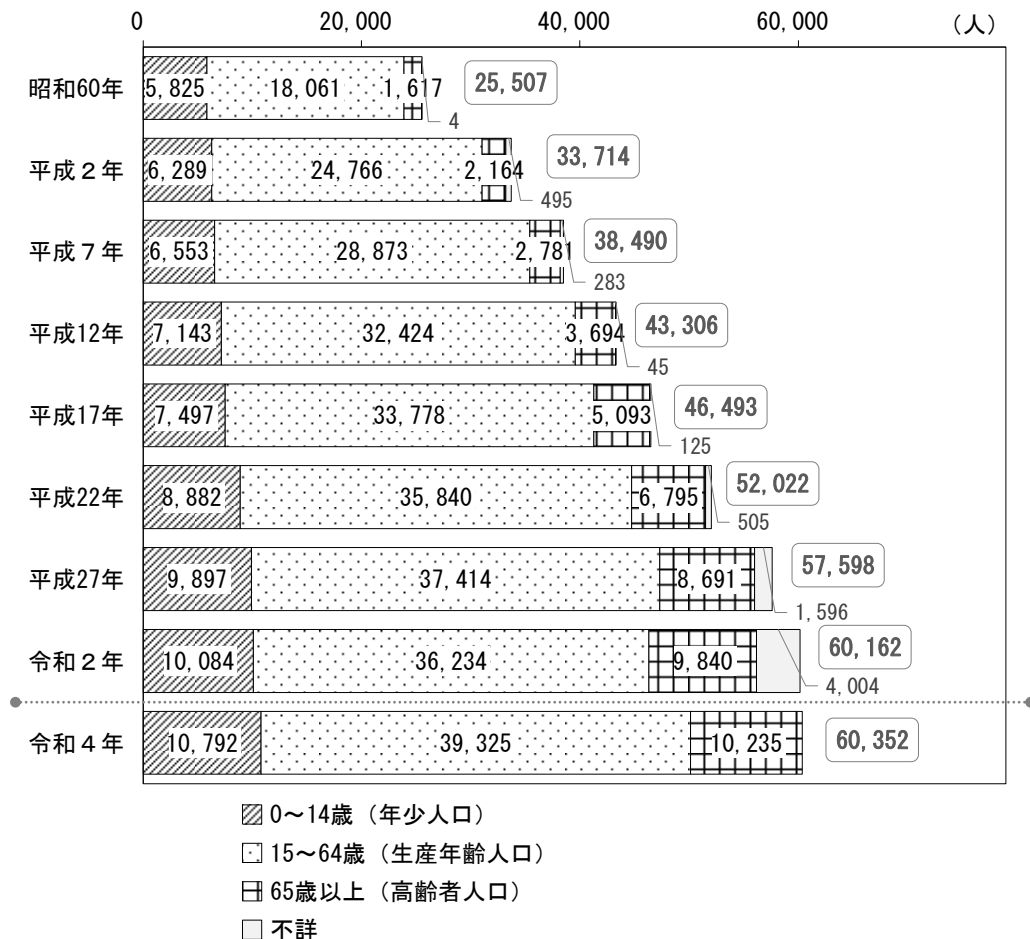 0 20,000 40,000 60,000 （人）
昭和60年 5,825 18,061 1,617 25,507
4
平成２年 6,289 24,766 2,164 33,714
495
平成７年 6,553 28,873 2,781 38,490
283
平成12年 7,143 32,424 3,694 43,306
45
平成17年 7,497 33,778 5,093 46,493
125
平成22年 8,882 35,840 6,795 52,022
505
平成27年 9,897 37,414 8,691 57,598
1,596
令和２年 10,084 36,234 9,840 60,162
4,004
令和４年 10,792 39,325 10,235 60,352
0～14歳（年少人口）
15～64歳（生産年齢人口）
65歳以上（高齢者人口）
不詳